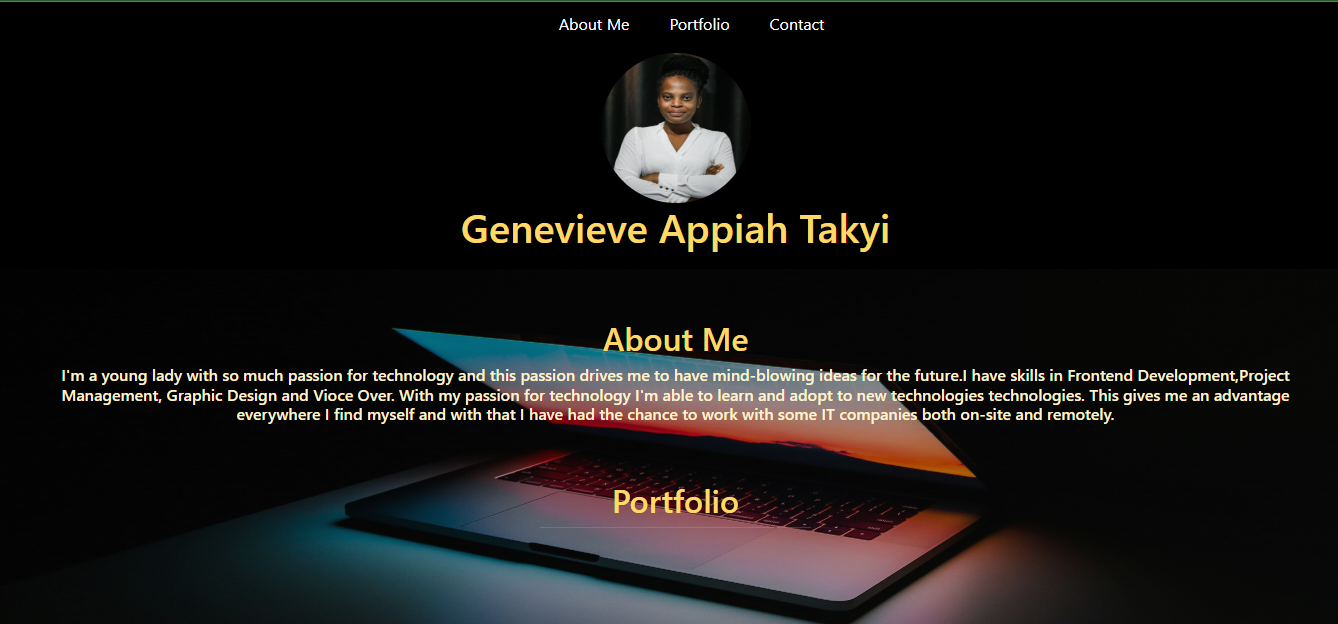 About Me Portfolio Contact
Genevieve Appiah Takyi
About Me
I'm a young lady with so much passion for technology and this passion drives me to have mind-blowing ideas for the future.I have skills in Frontend Development,Project
Management, Graphic Design and Vioce Over. With my passion for technology I'm able to learn and adopt to new technologies technologies. This gives me an advantage
everywhere I find myself and with that I have had the chance to work with some IT companies both on-site and remotely.
Portfolio